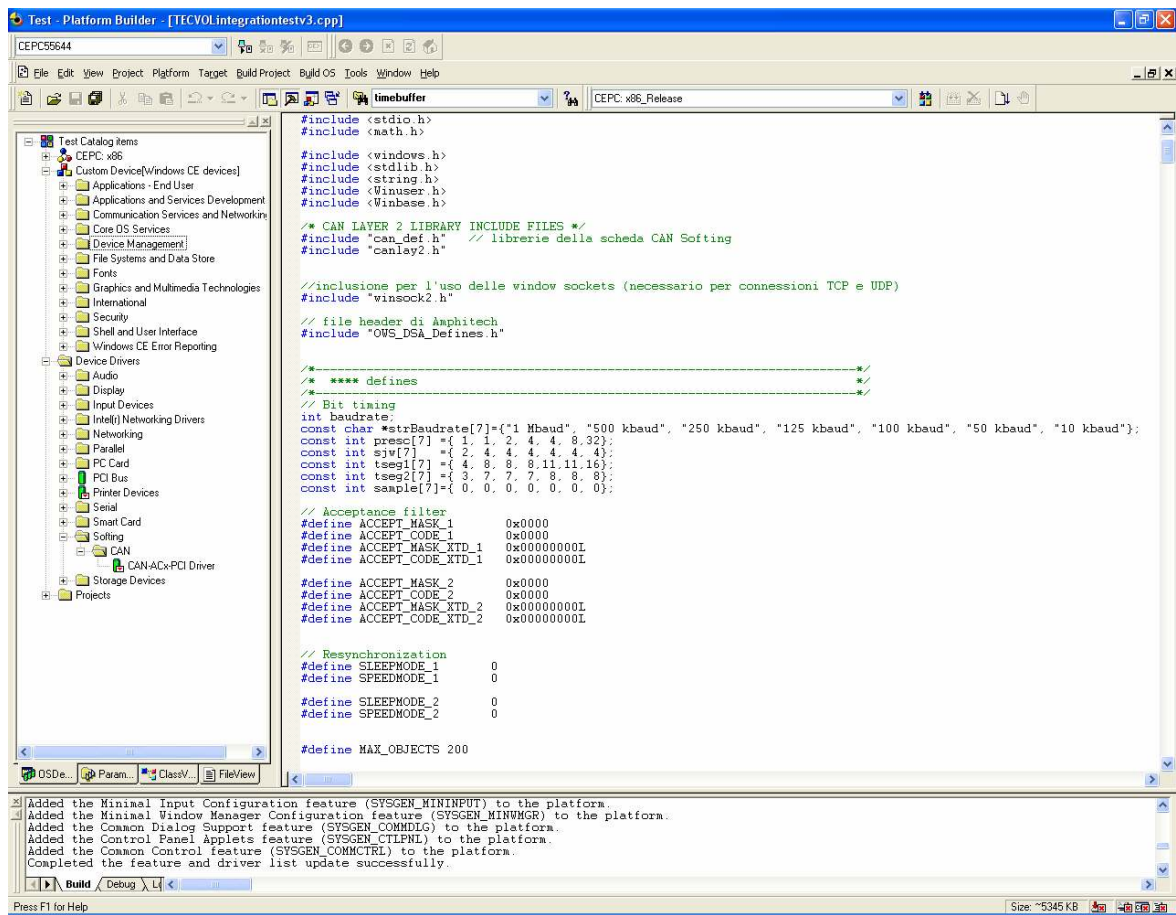 Test - Platform Builder - [TECVOLintegrationtestv3.cpp]
CEPC55644
File Edit View Project Platform Target Build Project Build OS Tools Window Help
timebuffer
CEPC: x86_Release
Test Catalog items
CEPC: x86
Custom Device[Windows CE devices]
Applications - End User
Applications and Services Development
Communication Services and Networking
Core OS Services
Device Management
File Systems and Data Store
Fonts
Graphics and Multimedia Technologies
International
Security
Shell and User Interface
Windows CE Error Reporting
Device Drivers
Audio
Display
Input Devices
Intel(r) Networking Drivers
Networking
Parallel
PC Card
PCI Bus
Printer Devices
Serial
Smart Card
Softing
CAN
CAN-ACx-PCI Driver
Storage Devices
Projects
OSDe... Param... ClassV... FileView
#include <stdio.h>
#include <math.h>
#include <windows.h>
#include <stdlib.h>
#include <string.h>
#include <Winuser.h>
#include <Winbase.h>
/* CAN LAYER 2 LIBRARY INCLUDE FILES */
#include "can_def.h" // librerie della scheda CAN Softing
#include "canlay2.h"
//inclusione per l'uso delle window sockets (necessario per connessioni TCP e UDP)
#include "winsock2.h"
// file header di Amphitech
#include "OWS_DSA_Defines.h"
/*-----------------------------------------------------------------------*/
/* **** defines */
/*-----------------------------------------------------------------------*/
// Bit timing
int baudrate;
const char *strBaudrate[7]={"1 Mbaud", "500 kbaud", "250 kbaud", "125 kbaud", "100 kbaud", "50 kbaud", "10 kbaud"};
const int presc[7] ={ 1, 1, 2, 4, 4, 8,32};
const int sjw[7] ={ 2, 4, 4, 4, 4, 4, 4};
const int tseg1[7] ={ 4, 8, 8, 8,11,11,16};
const int tseg2[7] ={ 3, 7, 7, 7, 8, 8, 8};
const int sample[7]={ 0, 0, 0, 0, 0, 0, 0};
// Acceptance filter
#define ACCEPT_MASK_1 0x0000
#define ACCEPT_CODE_1 0x0000
#define ACCEPT_MASK_XTD_1 0x00000000L
#define ACCEPT_CODE_XTD_1 0x00000000L
#define ACCEPT_MASK_2 0x0000
#define ACCEPT_CODE_2 0x0000
#define ACCEPT_MASK_XTD_2 0x00000000L
#define ACCEPT_CODE_XTD_2 0x00000000L
// Resynchronization
#define SLEEPMODE_1 0
#define SPEEDMODE_1 0
#define SLEEPMODE_2 0
#define SPEEDMODE_2 0
#define MAX_OBJECTS 200
Added the Minimal Input Configuration feature (SYSGEN_MININPUT) to the platform.
Added the Minimal Window Manager Configuration feature (SYSGEN_MINWMGR) to the platform.
Added the Common Dialog Support feature (SYSGEN_COMMDLG) to the platform.
Added the Control Panel Applets feature (SYSGEN_CTLPNL) to the platform.
Added the Common Control feature (SYSGEN_COMMCTRL) to the platform.
Completed the feature and driver list update successfully.
Build Debug
Press F1 for Help
Size: ~5345 KB